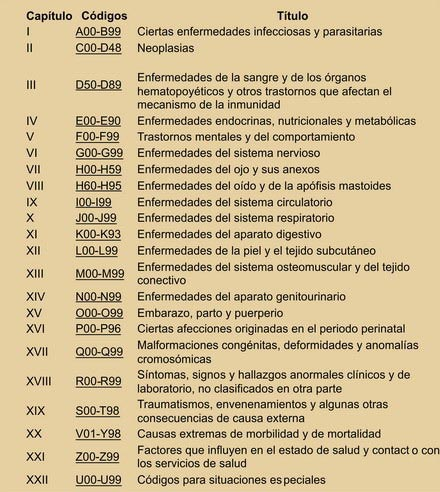 Capítulo Códigos Título
I A00-B99 Ciertas enfermedades infecciosas y parasitarias
II C00-D48 Neoplasias
III D50-D89 Enfermedades de la sangre y de los órganos
hematopoyéticos y otros trastornos que afectan el
mecanismo de la inmunidad
IV E00-E90 Enfermedades endocrinas, nutricionales y metabólicas
V F00-F99 Trastornos mentales y del comportamiento
VI G00-G99 Enfermedades del sistema nervioso
VII H00-H59 Enfermedades del ojo y sus anexos
VIII H60-H95 Enfermedades del oído y de la apófisis mastoides
IX I00-I99 Enfermedades del sistema circulatorio
X J00-J99 Enfermedades del sistema respiratorio
XI K00-K93 Enfermedades del aparato digestivo
XII L00-L99 Enfermedades de la piel y el tejido subcutáneo
XIII M00-M99 Enfermedades del sistema osteomuscular y del tejido
conectivo
XIV N00-N99 Enfermedades del aparato genitourinario
XV O00-O99 Embarazo, parto y puerperio
XVI P00-P96 Ciertas afecciones originadas en el periodo perinatal
XVII Q00-Q99 Malformaciones congénitas, deformidades y anomalías
cromosómicas
XVIII R00-R99 Síntomas, signos y hallazgos anormales clínicos y de
laboratorio, no clasificados en otra parte
XIX S00-T98 Traumatismos, envenenamientos y algunas otras
consecuencias de causa externa
XX V01-Y98 Causas extremas de morbilidad y de mortalidad
XXI Z00-Z99 Factores que influyen en el estado de salud y contact o con
los servicios de salud
XXII U00-U99 Códigos para situaciones es peciales